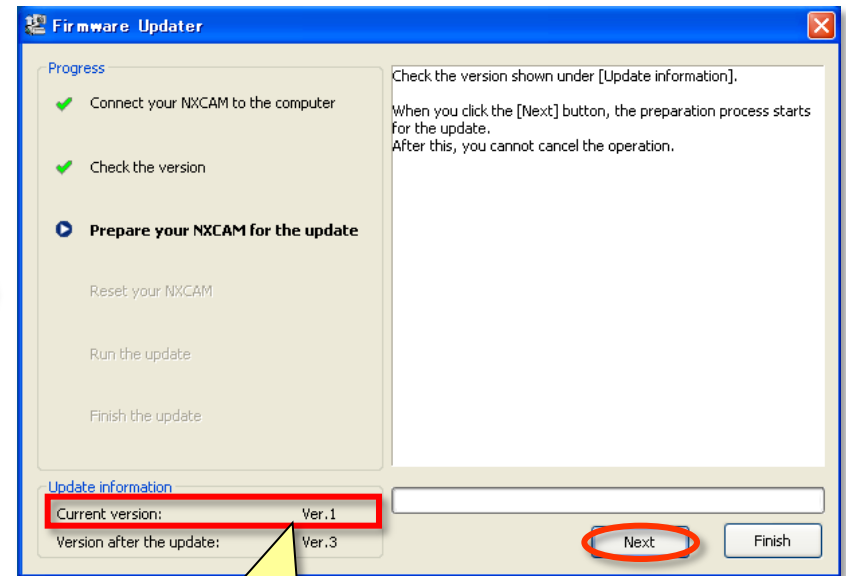 Firmware Updater
Progress
Connect your NXCAM to the computer
Check the version
Prepare your NXCAM for the update
Reset your NXCAM
Run the update
Finish the update
Check the version shown under [Update information].
When you click the [Next] button, the preparation process starts
for the update.
After this, you cannot cancel the operation.
Update information
Current version: Ver.1
Version after the update: Ver.3
Next
Finish